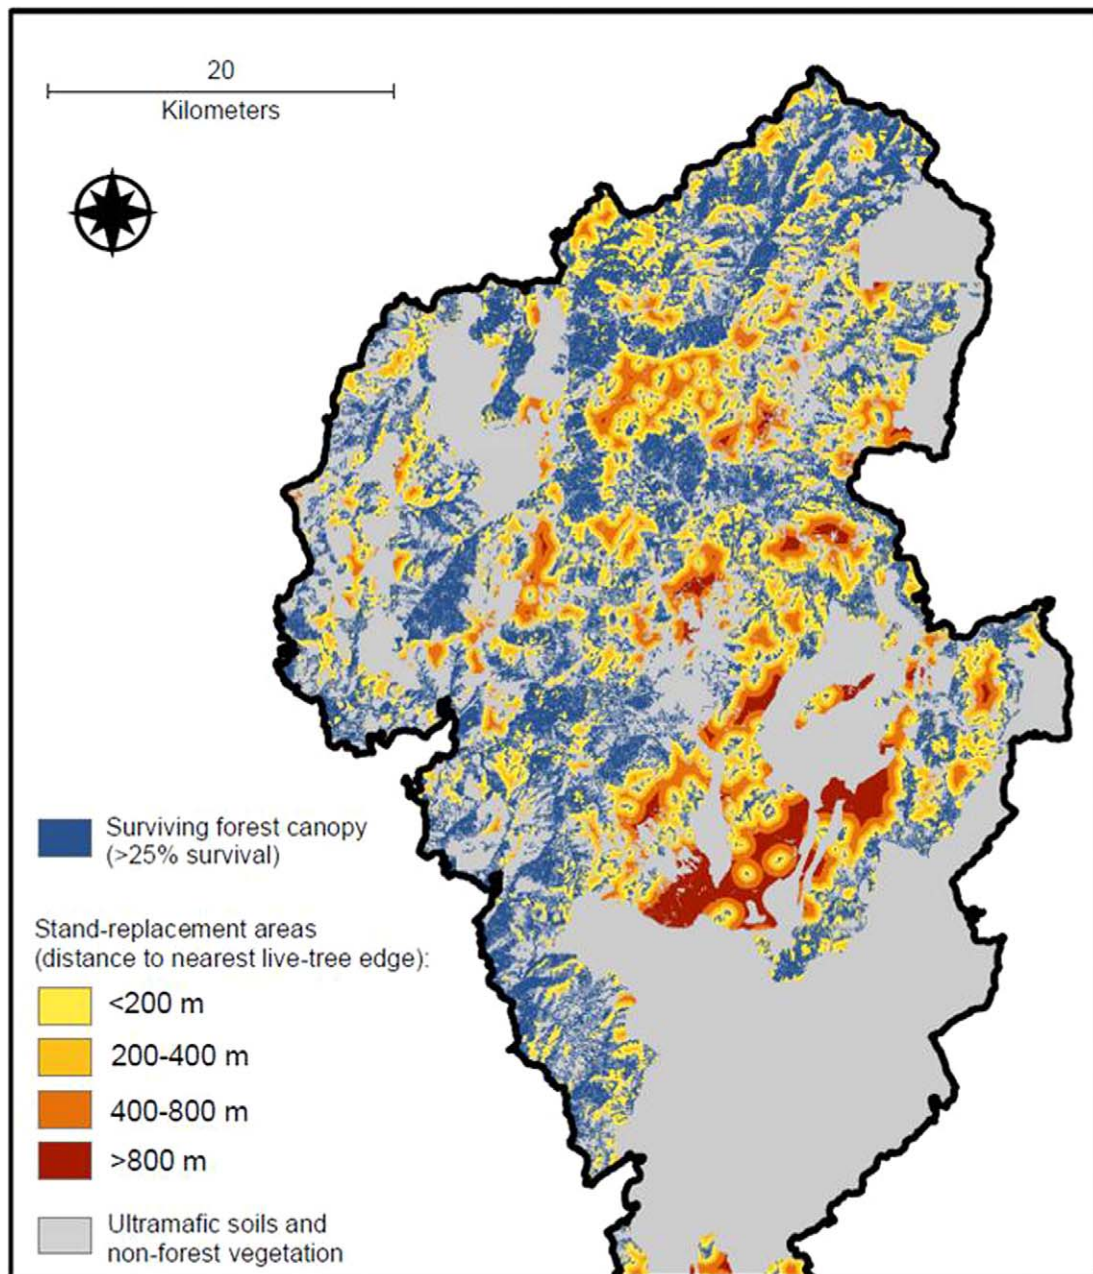 20
Kilometers
Surviving forest canopy
(>25% survival)
Stand-replacement areas
(distance to nearest live-tree edge):
<200 m
200-400 m
400-800 m
>800 m
Ultramafic soils and
non-forest vegetation